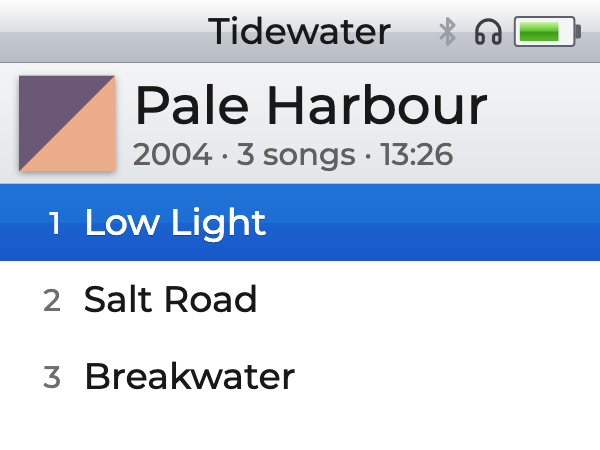 Tidewater
Pale Harbour
2004 · 3 songs · 13:26
1 Low Light
2 Salt Road
3 Breakwater